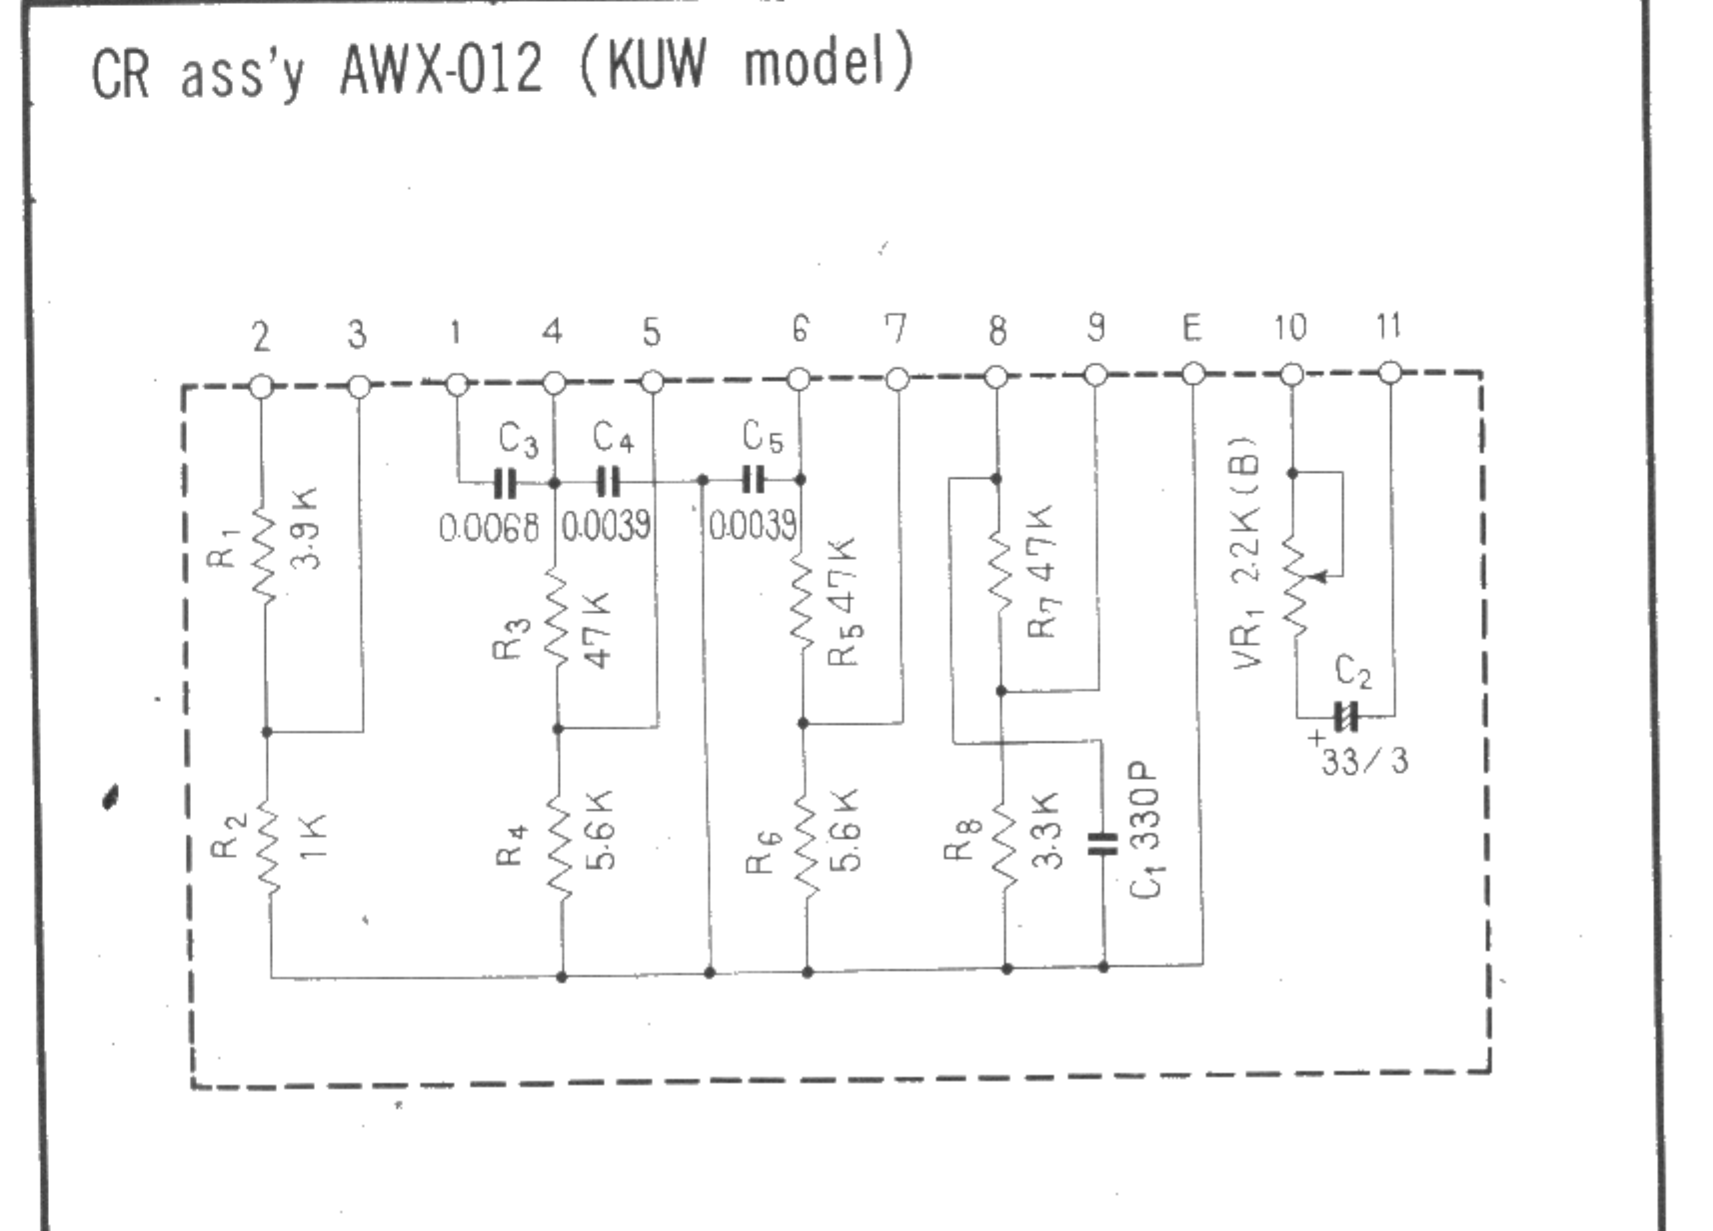 CR ass'y AWX-012 (KUW model)
2 3 1 4 5 6 7 8 9 E 10 11
C3 C4 C5
0.0068 0.0039 0.0039
R1 3.9K
R3 47K
R5 47K
R7 47K
VR1 2.2K(B)
C2
+
33/3
R2 1K
R4 5.6K
R6 5.6K
R8 3.3K
C1 330P